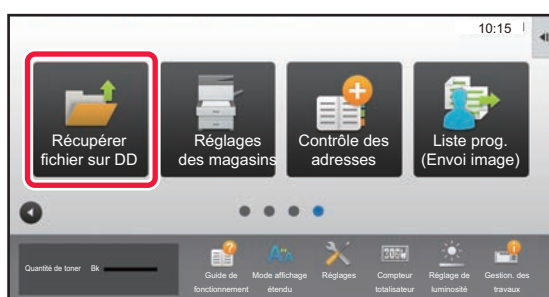 10:15
Récupérer
fichier sur DD
Réglages
des magasins
Contrôle des
adresses
Liste prog.
(Envoi image)
Quantité de toner Bk
Guide de
fonctionnement
Mode affichage
étendu
Réglages
Compteur
totalisateur
Réglage de
luminosité
Gestion. des
travaux